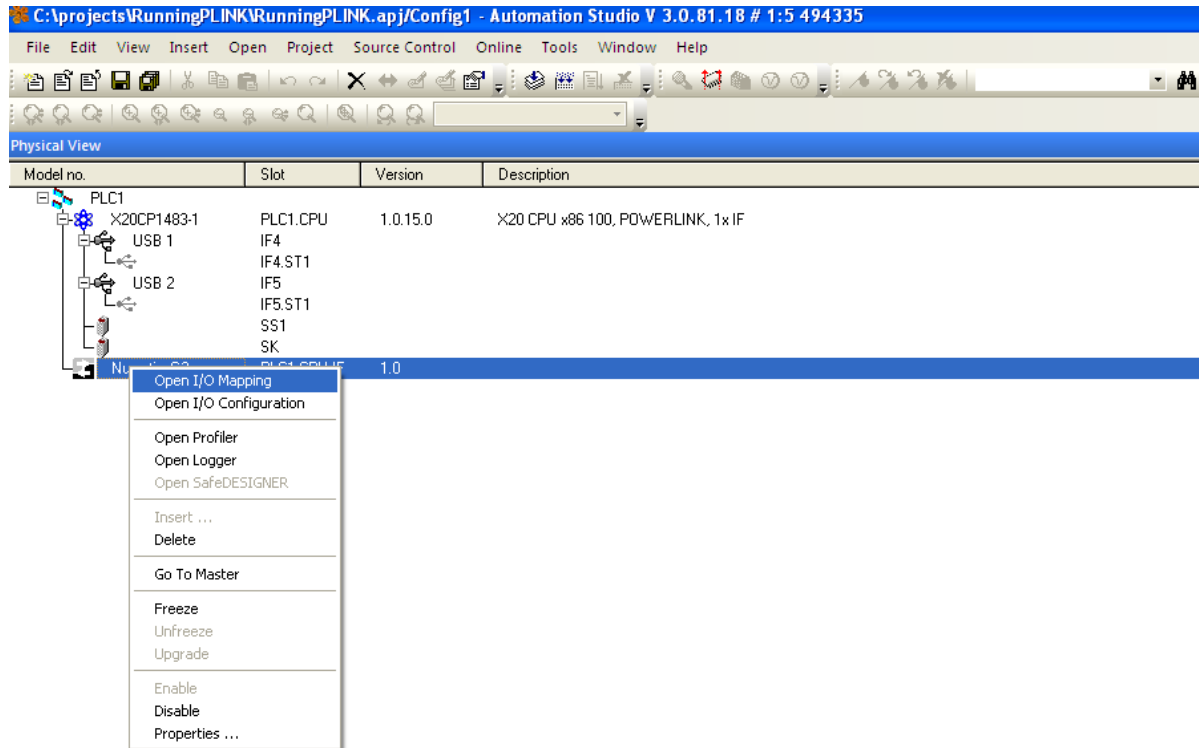 C:\projects\RunningPLINK\RunningPLINK.apj/Config1 - Automation Studio V 3.0.81.18 # 1:5 494335
File Edit View Insert Open Project Source Control Online Tools Window Help
Physical View
Model no. Slot Version Description
PLC1
X20CP1483-1 PLC1.CPU 1.0.15.0 X20 CPU x86 100, POWERLINK, 1x IF
USB 1 IF4
IF4.ST1
USB 2 IF5
IF5.ST1
SS1
SK
1.0
Open I/O Mapping
Open I/O Configuration
Open Profiler
Open Logger
Open SafeDESIGNER
Insert ...
Delete
Go To Master
Freeze
Unfreeze
Upgrade
Enable
Disable
Properties ...